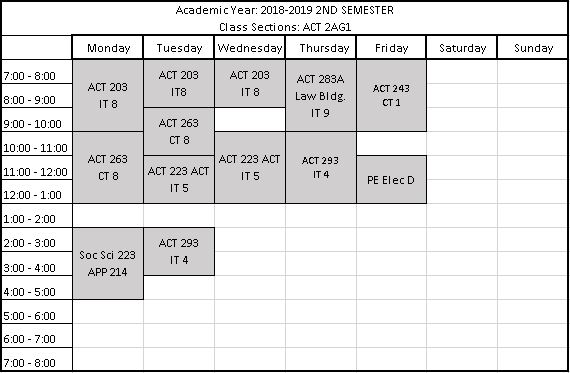 Academic Year: 2018-2019 2ND SEMESTER
Class Sections: ACT 2AG1
Monday Tuesday Wednesday Thursday Friday Saturday Sunday
7:00 - 8:00
8:00 - 9:00
9:00 - 10:00
10:00 - 11:00
11:00 - 12:00
12:00 - 1:00
1:00 - 2:00
2:00 - 3:00
3:00 - 4:00
4:00 - 5:00
5:00 - 6:00
6:00 - 7:00
7:00 - 8:00
ACT 203
IT 8
ACT 263
CT 8
Soc Sci 223
APP 214
ACT 203
IT8
ACT 263
CT 8
ACT 223 ACT
IT 5
ACT 293
IT 4
ACT 203
IT 8
ACT 223 ACT
IT 5
ACT 283A
Law Bldg.
IT 9
ACT 293
IT 4
ACT 243
CT 1
PE Elec D